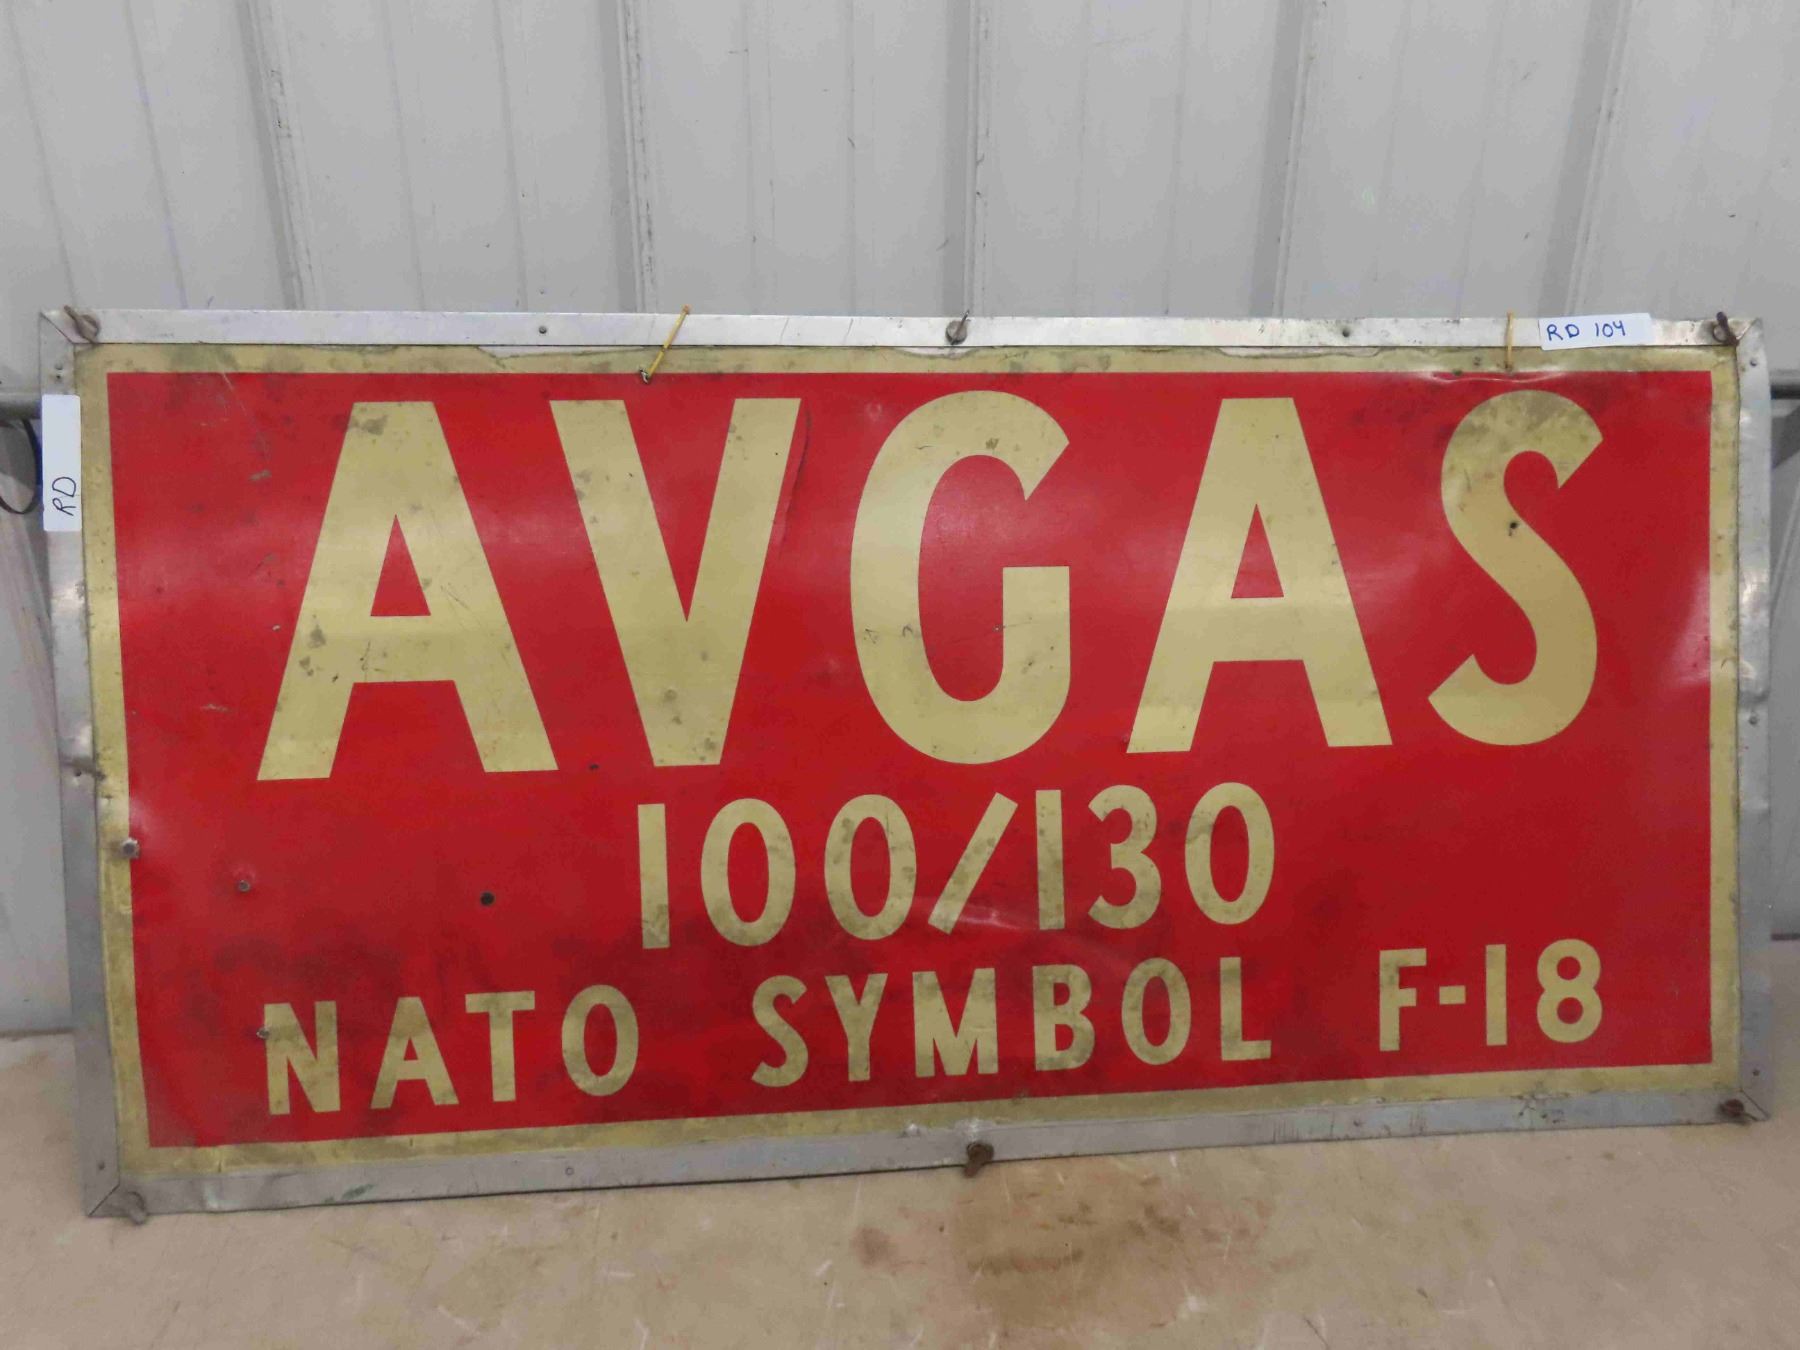 RD 104
RD
AVGAS
100/130
NATO SYMBOL F-18